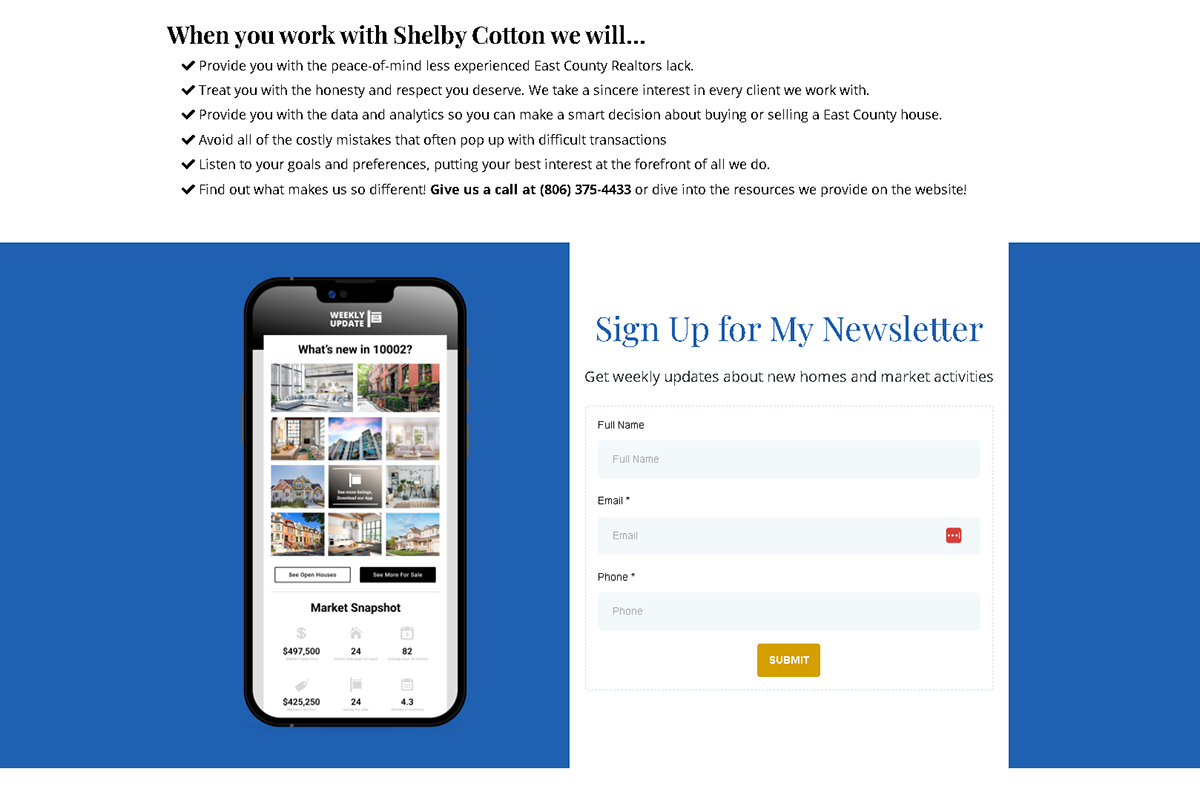 When you work with Shelby Cotton we will...
Provide you with the peace-of-mind less experienced East County Realtors lack.
Treat you with the honesty and respect you deserve. We take a sincere interest in every client we work with.
Provide you with the data and analytics so you can make a smart decision about buying or selling a East County house.
Avoid all of the costly mistakes that often pop up with difficult transactions
Listen to your goals and preferences, putting your best interest at the forefront of all we do.
Find out what makes us so different! Give us a call at (806) 375-4433 or dive into the resources we provide on the website!
WEEKLY
UPDATE
What's new in 10002?
See more listings,
Download our App
See Open Houses
See More For Sale
Market Snapshot
$497,500
24
82
$425,250
24
4.3
Sign Up for My Newsletter
Get weekly updates about new homes and market activities
Full Name
Full Name
Email *
Email
Phone *
Phone
SUBMIT